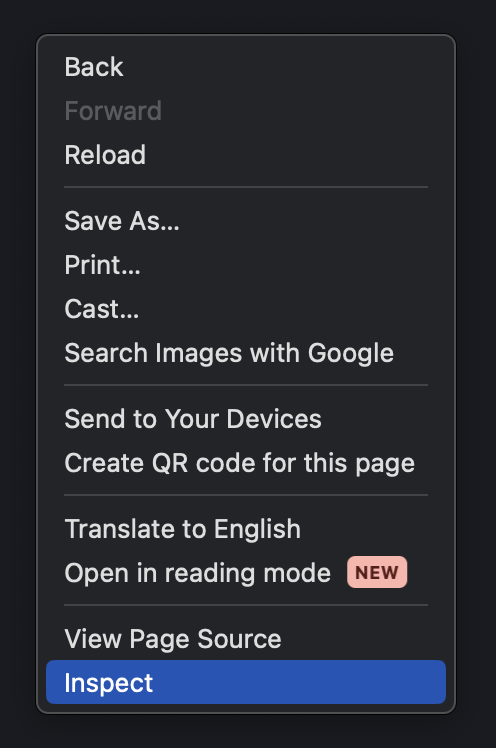 Back
Forward
Reload
Save As...
Print...
Cast...
Search Images with Google
Send to Your Devices
Create QR code for this page
Translate to English
Open in reading mode NEW
View Page Source
Inspect